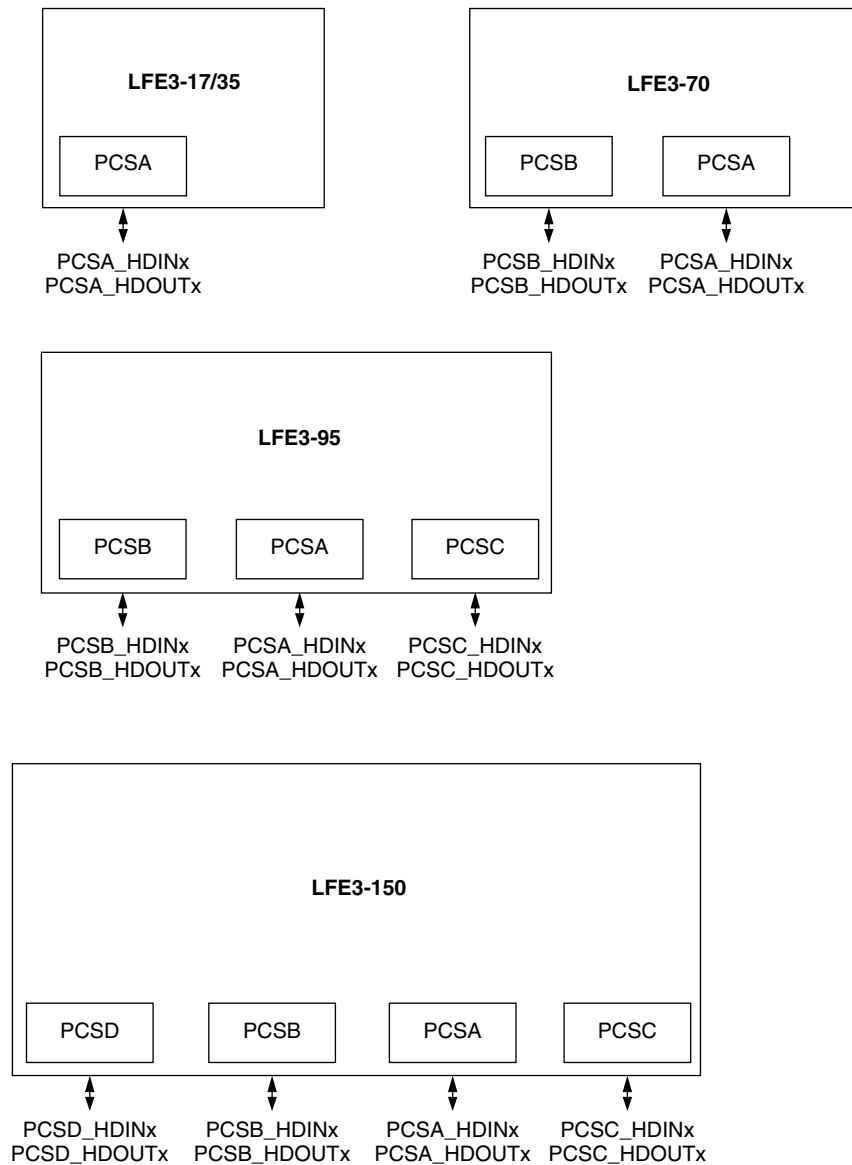 LFE3-17/35
PCSA
PCSA_HDINx
PCSA_HDOUTx
LFE3-70
PCSB
PCSA
PCSB_HDINx
PCSB_HDOUTx
PCSA_HDINx
PCSA_HDOUTx
LFE3-95
PCSB
PCSA
PCSC
PCSB_HDINx
PCSB_HDOUTx
PCSA_HDINx
PCSA_HDOUTx
PCSC_HDINx
PCSC_HDOUTx
LFE3-150
PCSD
PCSB
PCSA
PCSC
PCSD_HDINx
PCSD_HDOUTx
PCSB_HDINx
PCSB_HDOUTx
PCSA_HDINx
PCSA_HDOUTx
PCSC_HDINx
PCSC_HDOUTx